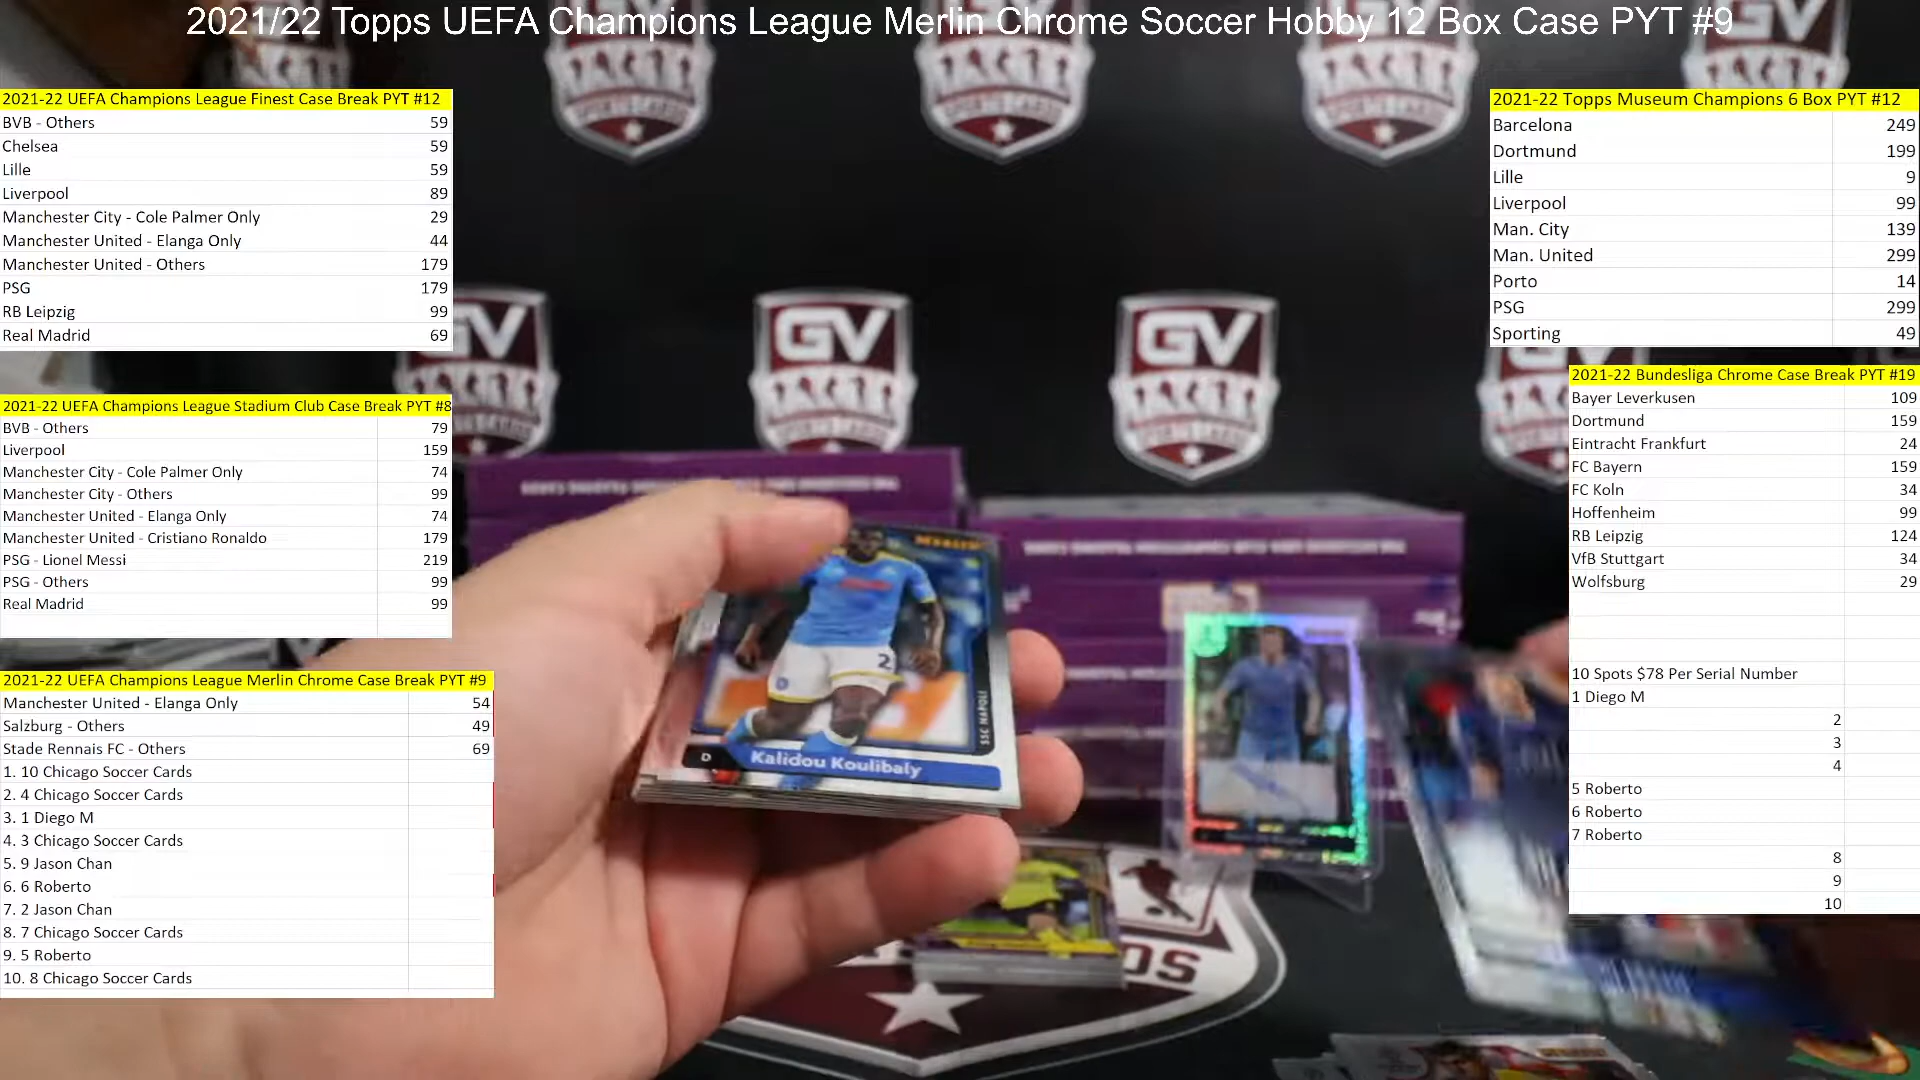 2021/22 Topps UEFA Champions League Merlin Chrome Soccer Hobby 12 Box Case PYT #9
2021-22 UEFA Champions League Finest Case Break PYT #12
BVB - Others 59
Chelsea 59
Lille 59
Liverpool 89
Manchester City - Cole Palmer Only 29
Manchester United - Elanga Only 44
Manchester United - Others 179
PSG 179
RB Leipzig 99
Real Madrid 69
2021-22 UEFA Champions League Stadium Club Case Break PYT #8
BVB - Others 79
Liverpool 159
Manchester City - Cole Palmer Only 74
Manchester City - Others 99
Manchester United - Elanga Only 74
Manchester United - Cristiano Ronaldo 179
PSG - Lionel Messi 219
PSG - Others 99
Real Madrid 99
2021-22 UEFA Champions League Merlin Chrome Case Break PYT #9
Manchester United - Elanga Only 54
Salzburg - Others 49
Stade Rennais FC - Others 69
1. 10 Chicago Soccer Cards
2. 4 Chicago Soccer Cards
3. 1 Diego M
4. 3 Chicago Soccer Cards
5. 9 Jason Chan
6. 6 Roberto
7. 2 Jason Chan
8. 7 Chicago Soccer Cards
9. 5 Roberto
10. 8 Chicago Soccer Cards
2021-22 Topps Museum Champions 6 Box PYT #12
Barcelona 249
Dortmund 199
Lille 9
Liverpool 99
Man. City 139
Man. United 299
Porto 14
PSG 299
Sporting 49
2021-22 Bundesliga Chrome Case Break PYT #19
Bayer Leverkusen 109
Dortmund 159
Eintracht Frankfurt 24
FC Bayern 159
FC Koln 34
Hoffenheim 99
RB Leipzig 124
VfB Stuttgart 34
Wolfsburg 29
10 Spots $78 Per Serial Number
1 Diego M
2
3
4
5 Roberto
6 Roberto
7 Roberto
8
9
10
GV
GV
GV
SPORTS CARDS
MERLIN
2
SSC NAPOLI
D Kalidou Koulibaly